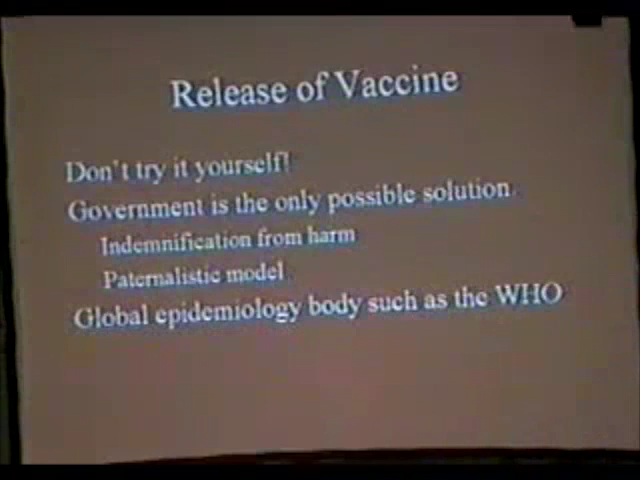 Release of Vaccine
Don't try it yourself!
Government is the only possible solution
Indemnification from harm
Paternalistic model
Global epidemiology body such as the WHO